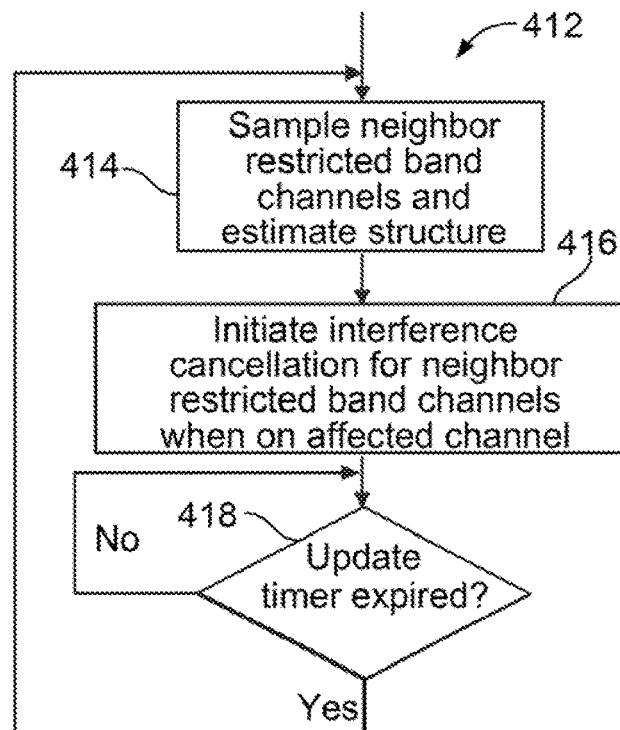 412
Sample neighbor
restricted band
channels and
estimate structure
414
416
Initiate interference
cancellation for neighbor
restricted band channels
when on affected channel
418
No
Update
timer expired?
Yes